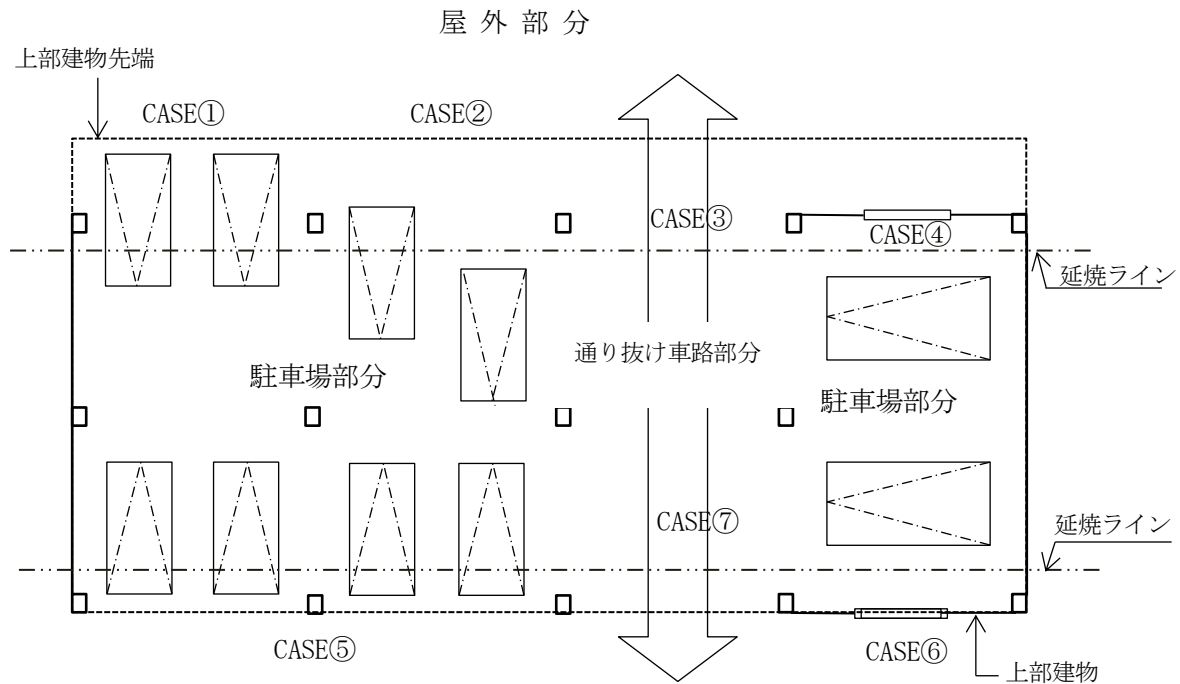 屋外部分
上部建物先端
CASE①
CASE②
CASE③
CASE④
延焼ライン
通り抜け車路部分
駐車場部分
駐車場部分
CASE⑦
延焼ライン
CASE⑤
CASE⑥
上部建物